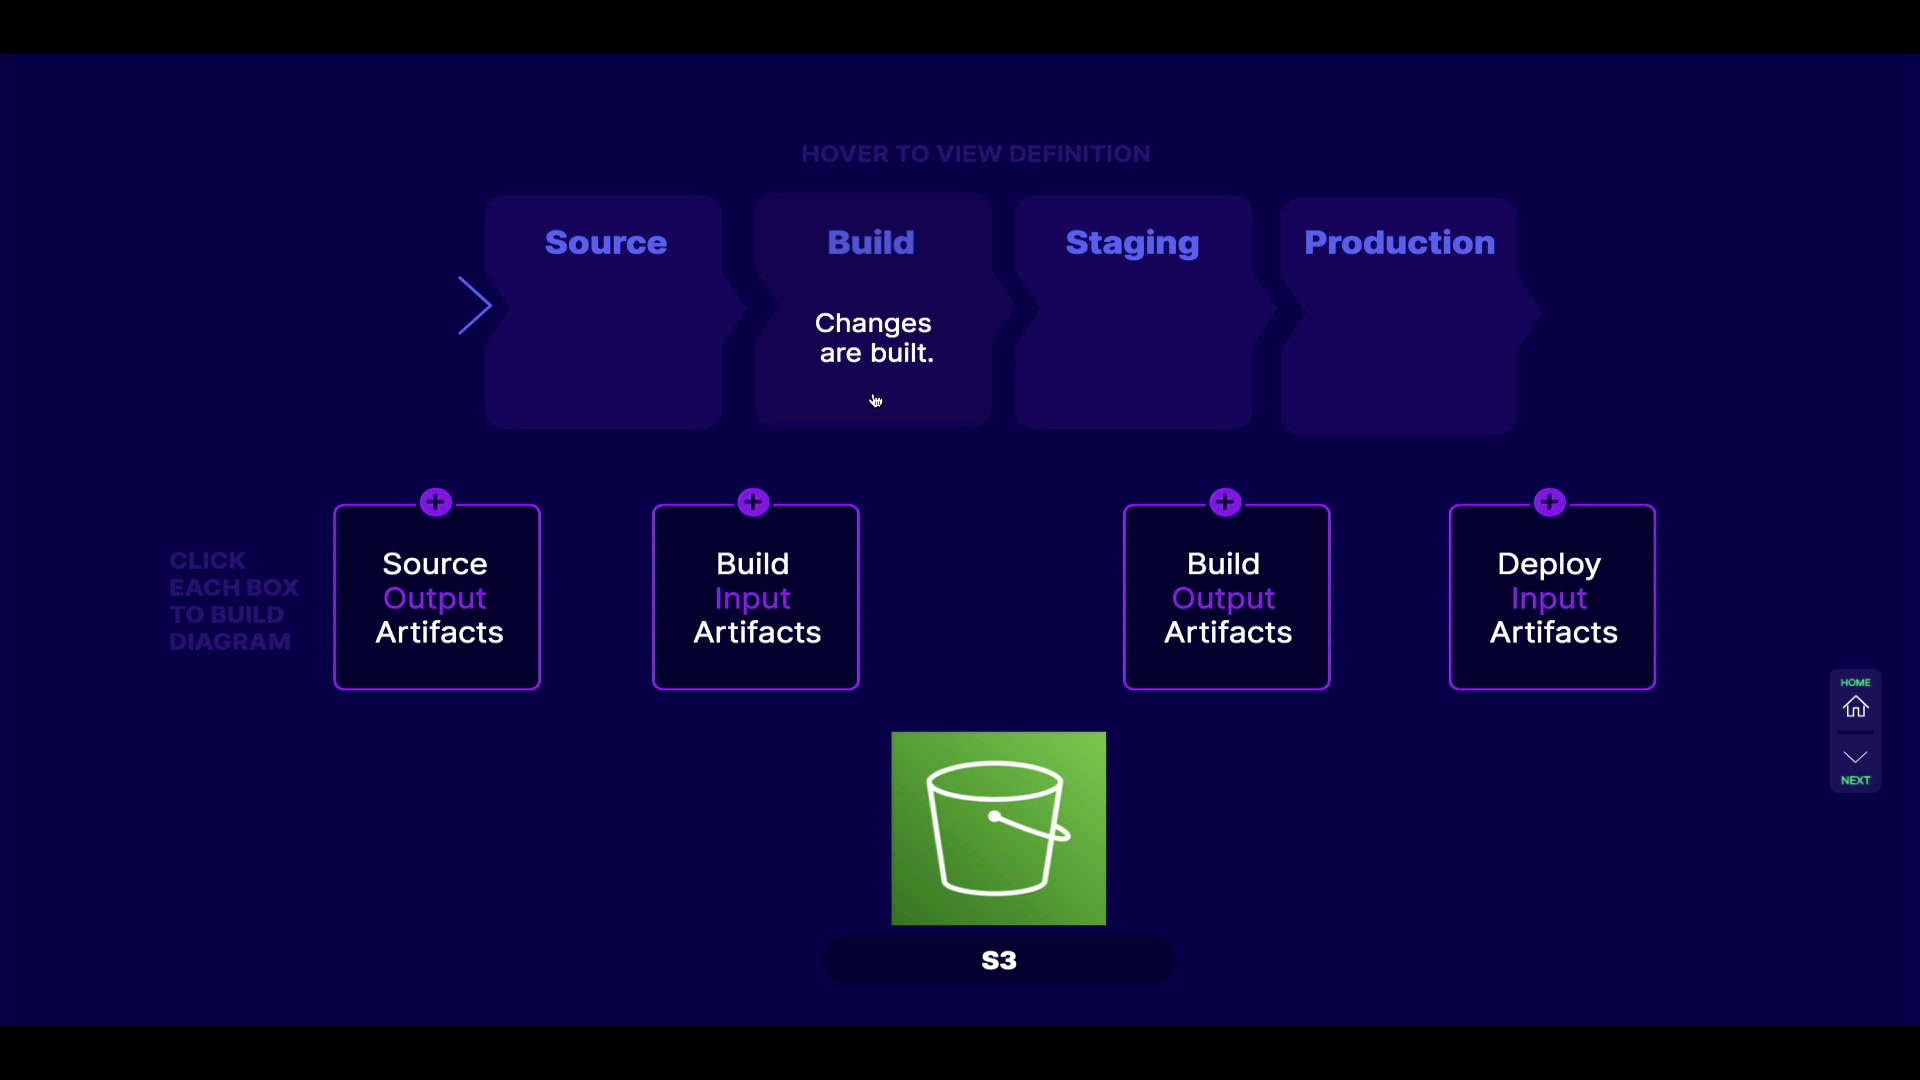 HOVER TO VIEW DEFINITION
Source
Build
Staging
Production
Changes
are built.
CLICK
EACH BOX
TO BUILD
DIAGRAM
Source
Output
Artifacts
Build
Input
Artifacts
Build
Output
Artifacts
Deploy
Input
Artifacts
HOME
NEXT
S3